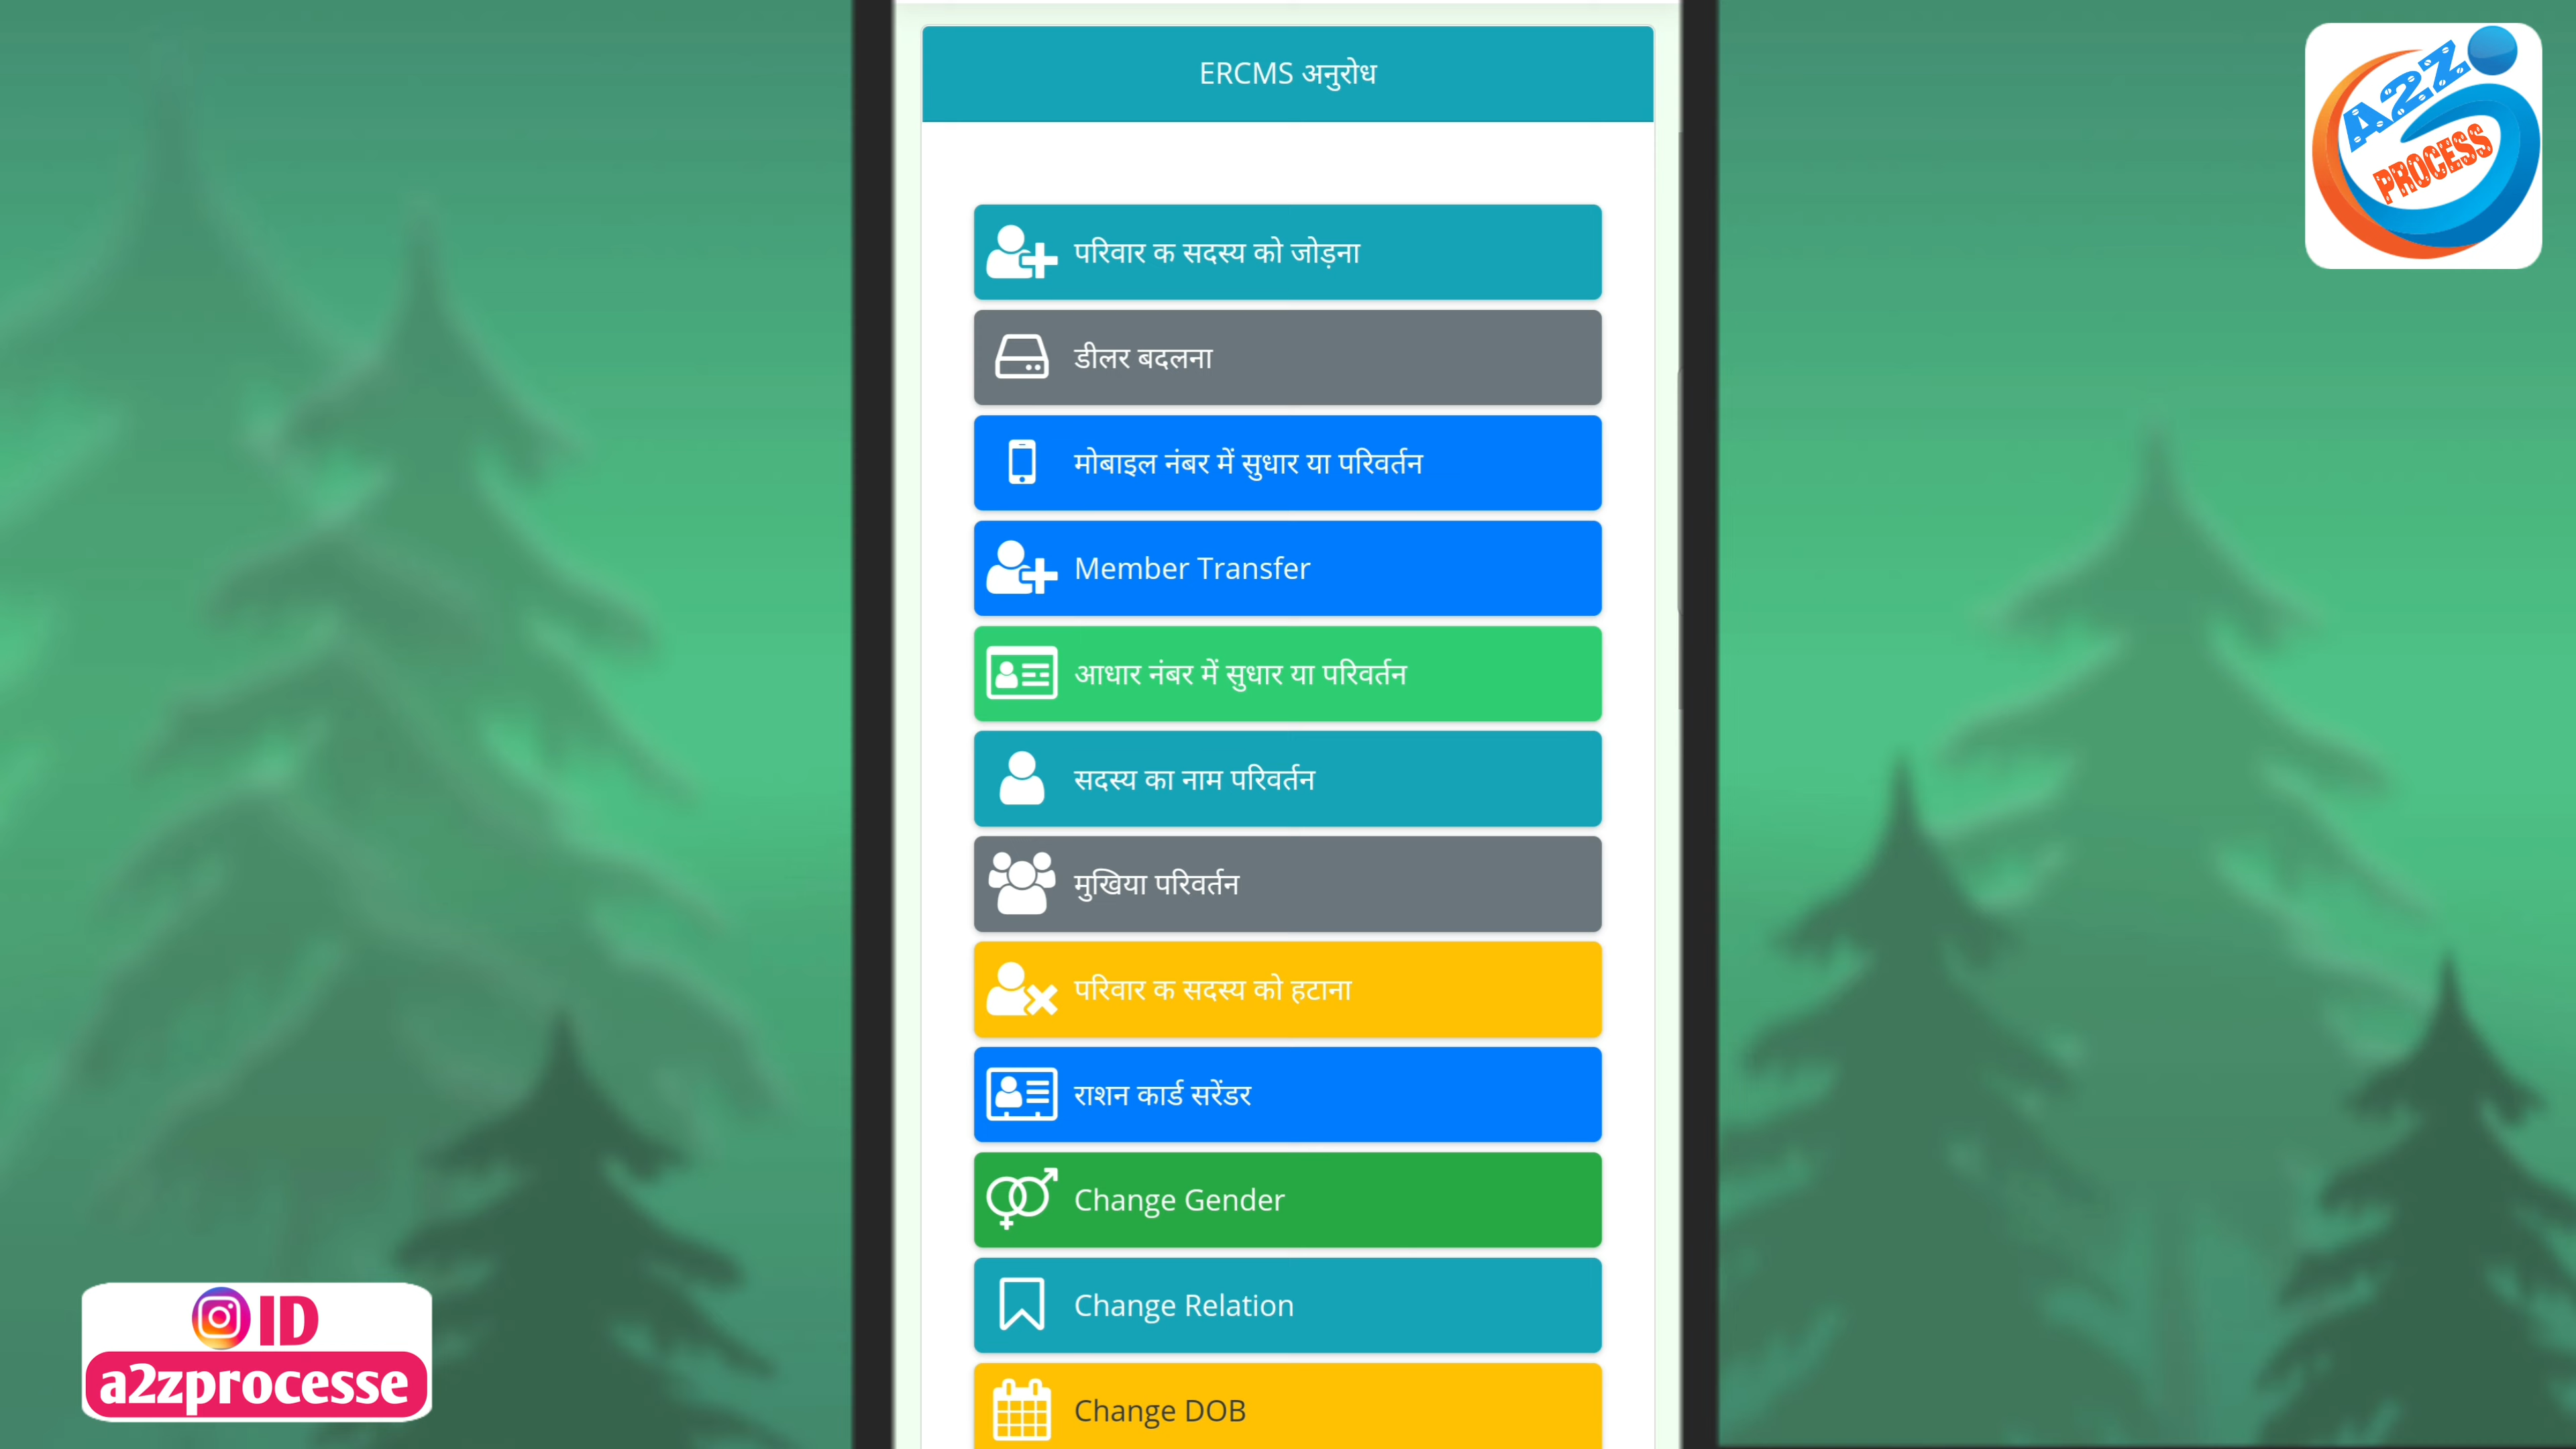 ERCMS अनुरोध
A2Z
PROCESS
परिवार क सदस्य को जोड़ना
डीलर बदलना
मोबाइल नंबर में सुधार या परिवर्तन
Member Transfer
आधार नंबर में सुधार या परिवर्तन
सदस्य का नाम परिवर्तन
मुखिया परिवर्तन
परिवार क सदस्य को हटाना
राशन कार्ड सरेंडर
Change Gender
Change Relation
Change DOB
ID
a2zprocesse